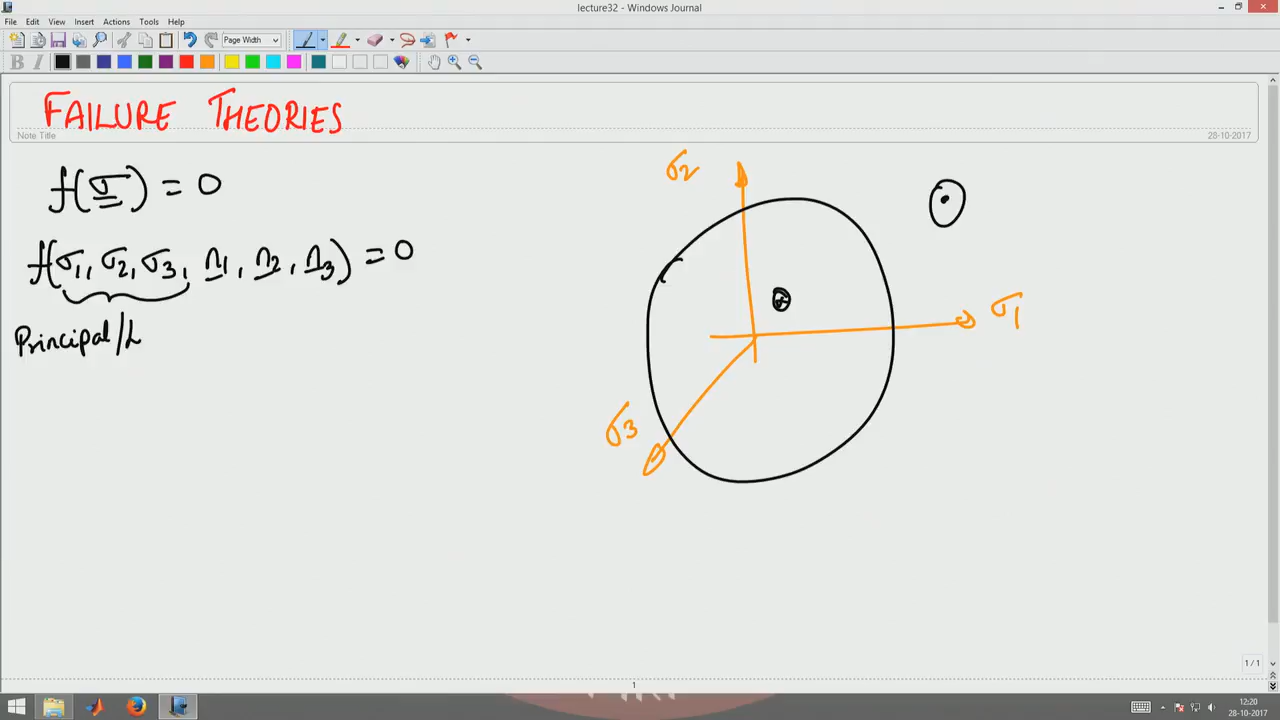 lecture32 - Windows Journal
File Edit View Insert Actions Tools Help
Page Width
B I
FAILURE THEORIES
Note Title
28-10-2017
f(σ) = 0
f(σ1, σ2, σ3, n1, n2, n3) = 0
Principal/L
σ2
σ1
σ3
1 / 1
1
12:20
28-10-2017